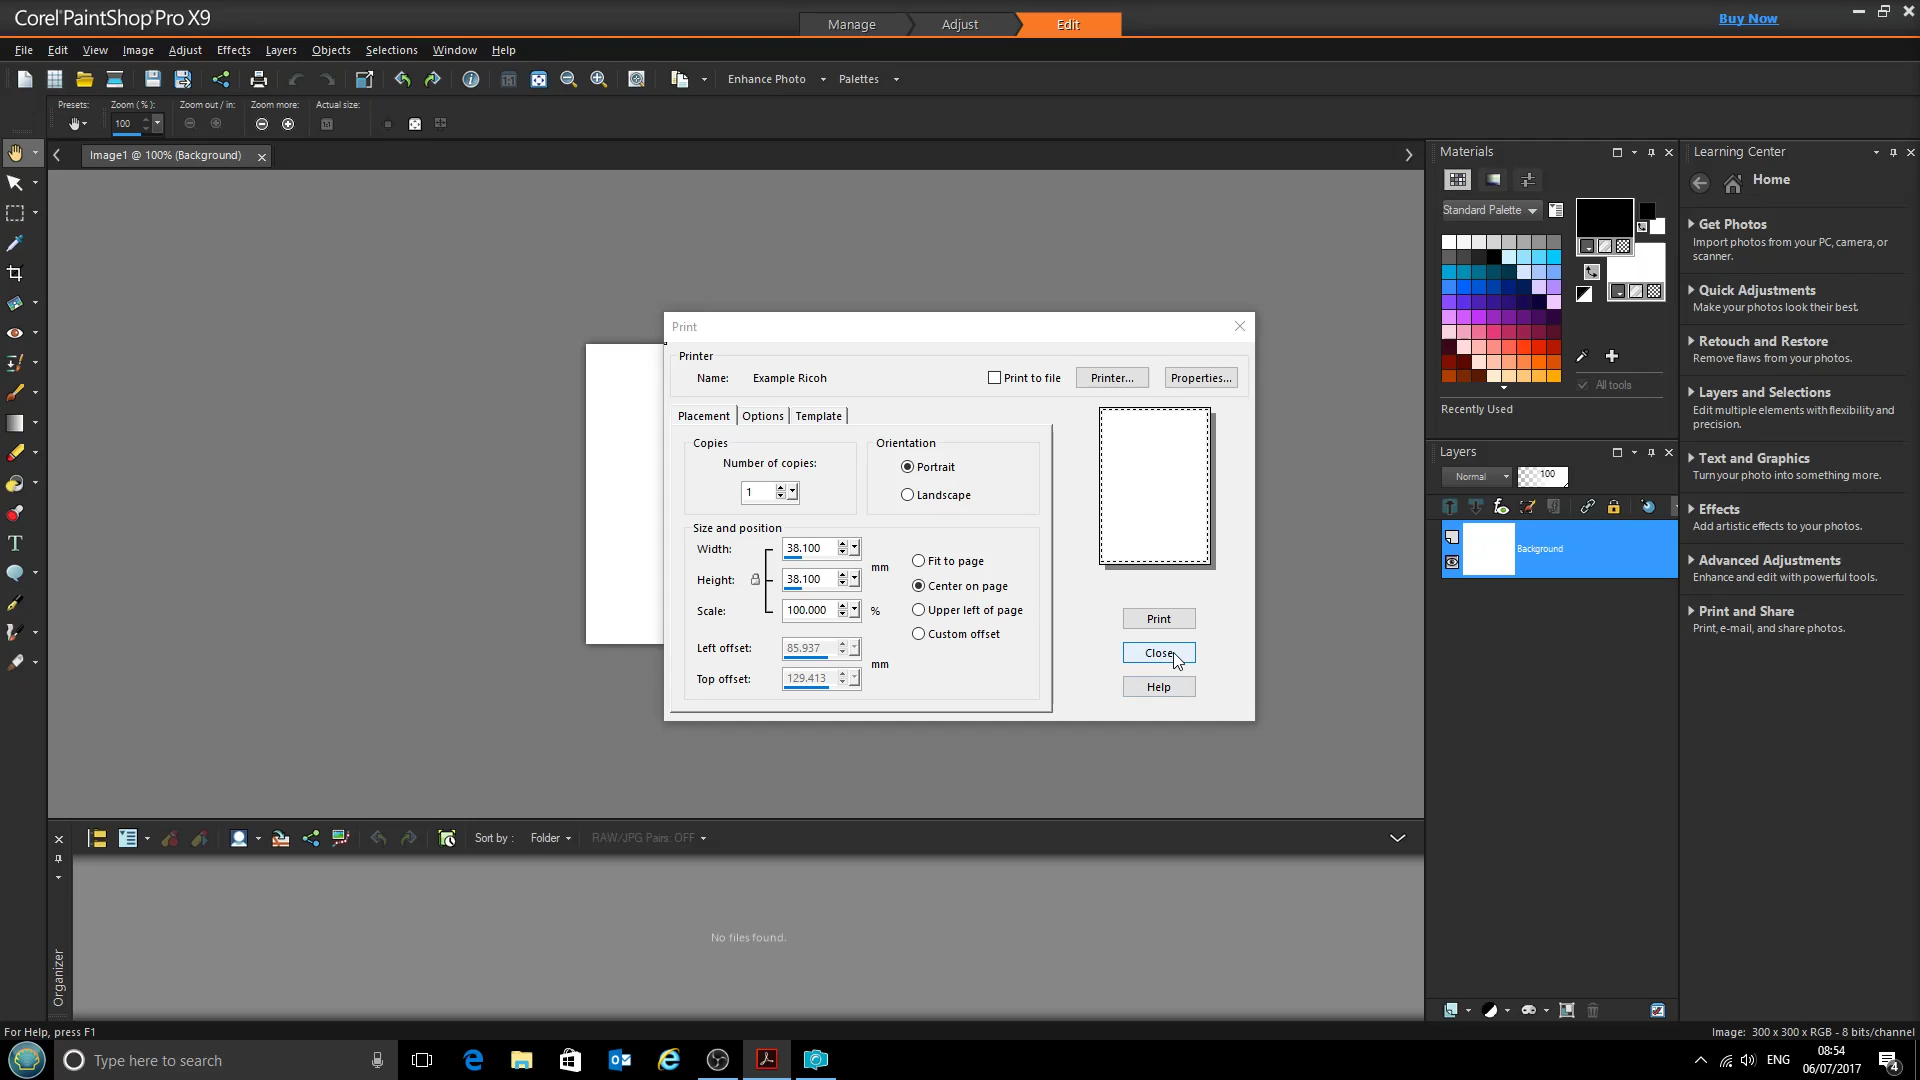 Corel PaintShop Pro X9
Manage
Adjust
Edit
Buy Now
File Edit View Image Adjust Effects Layers Objects Selections Window Help
Enhance Photo
Palettes
Presets:
Zoom (%):
Zoom out / in:
Zoom more:
Actual size:
100
Image1 @ 100% (Background)
Print
Printer
Name:
Example Ricoh
Print to file
Printer...
Properties...
Placement
Options
Template
Copies
Number of copies:
1
Orientation
Portrait
Landscape
Size and position
Width:
38.100
Height:
38.100
mm
Scale:
100.000
%
Left offset:
85.937
Top offset:
129.413
mm
Fit to page
Center on page
Upper left of page
Custom offset
Print
Close
Help
Materials
Standard Palette
All tools
Recently Used
Layers
Normal
100
Background
Learning Center
Home
Get Photos
Import photos from your PC, camera, or
scanner.
Quick Adjustments
Make your photos look their best.
Retouch and Restore
Remove flaws from your photos.
Layers and Selections
Edit multiple elements with flexibility and
precision.
Text and Graphics
Turn your photo into something more.
Effects
Add artistic effects to your photos.
Advanced Adjustments
Enhance and edit with powerful tools.
Print and Share
Print, e-mail, and share photos.
Sort by :
Folder
RAW/JPG Pairs: OFF
No files found.
Organizer
For Help, press F1
Image: 300 x 300 x RGB - 8 bits/channel
Type here to search
ENG
08:54
06/07/2017
4